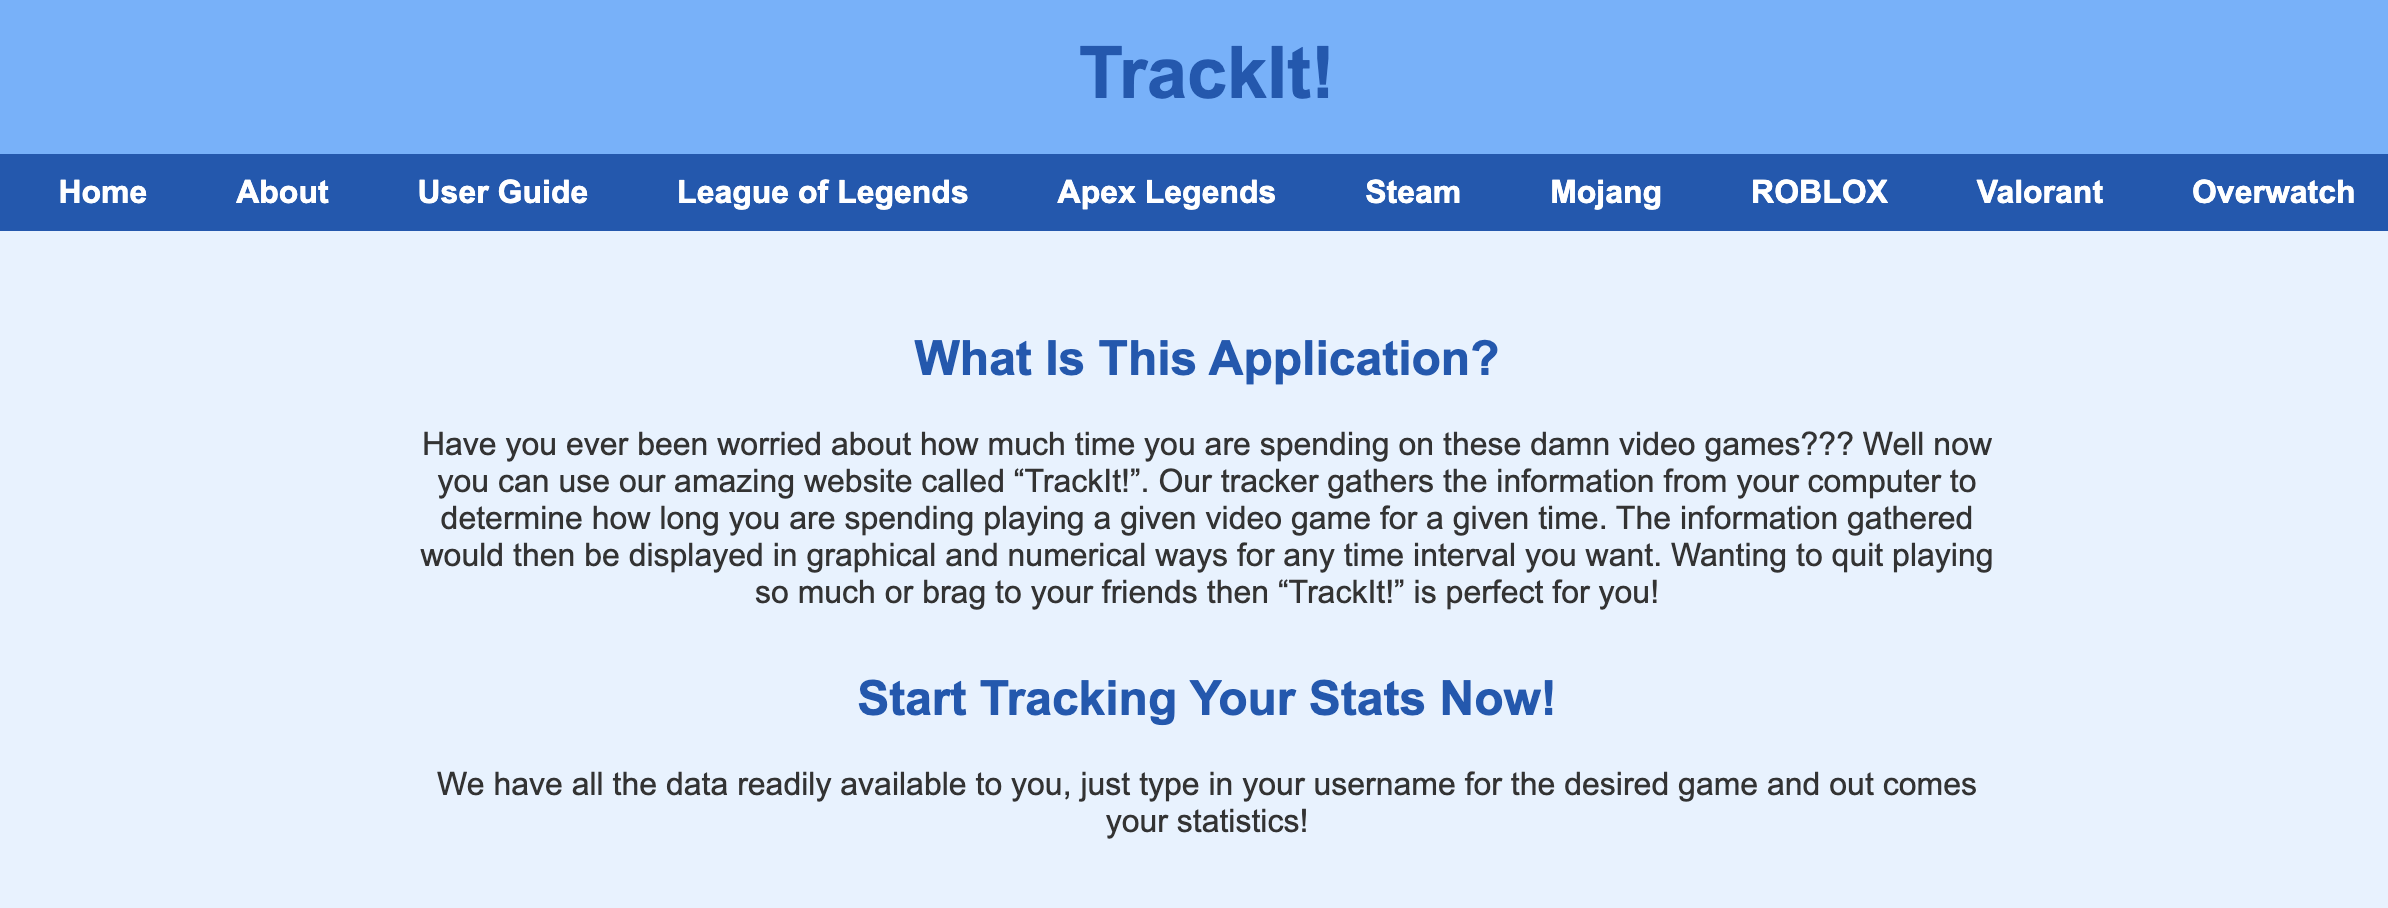 TrackIt!
Home About User Guide League of Legends Apex Legends Steam Mojang ROBLOX Valorant Overwatch
What Is This Application?
Have you ever been worried about how much time you are spending on these damn video games??? Well now
you can use our amazing website called “TrackIt!”. Our tracker gathers the information from your computer to
determine how long you are spending playing a given video game for a given time. The information gathered
would then be displayed in graphical and numerical ways for any time interval you want. Wanting to quit playing
so much or brag to your friends then “TrackIt!” is perfect for you!
Start Tracking Your Stats Now!
We have all the data readily available to you, just type in your username for the desired game and out comes
your statistics!